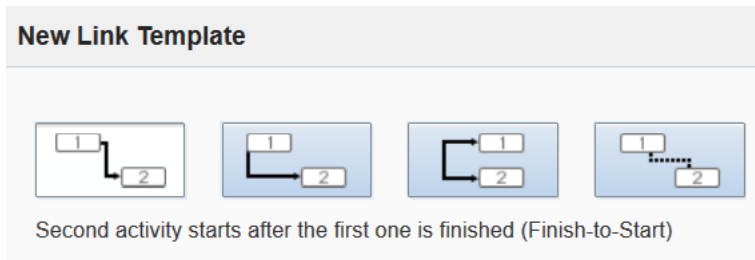 New Link Template
1 1 1 1
2 2 2 2
Second activity starts after the first one is finished (Finish-to-Start)